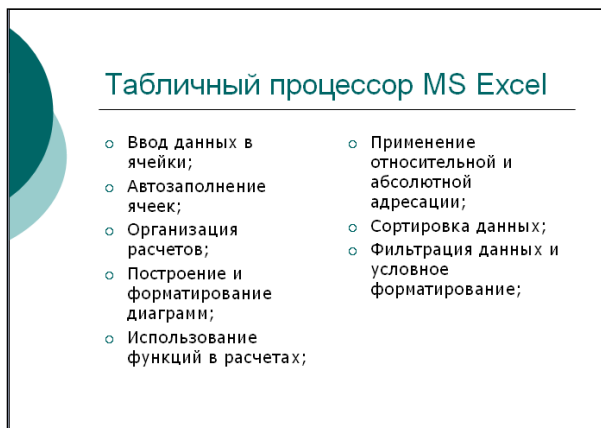 Табличный процессор MS Excel
Ввод данных в
ячейки;
Автозаполнение
ячеек;
Организация
расчетов;
Построение и
форматирование
диаграмм;
Использование
функций в расчетах;
Применение
относительной и
абсолютной
адресации;
Сортировка данных;
Фильтрация данных и
условное
форматирование;